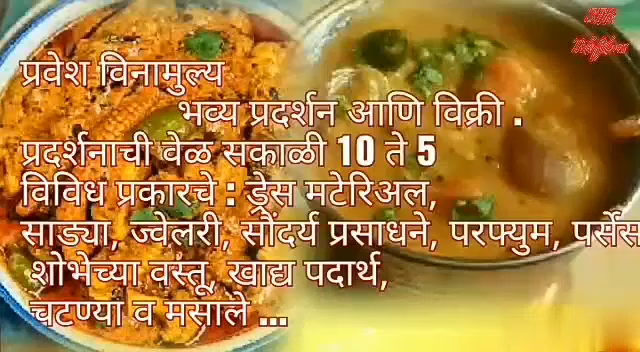 प्रवेश विनामुल्य
भव्य प्रदर्शन आणि विक्री .
प्रदर्शनाची वेळ सकाळी 10 ते 5
विविध प्रकारचे : ड्रेस मटेरिअल,
साड्या, ज्वेलरी, सौंदर्य प्रसाधने, परफ्युम, पर्सेस
शोभेच्या वस्तू, खाद्य पदार्थ,
चटण्या व मसाले ...